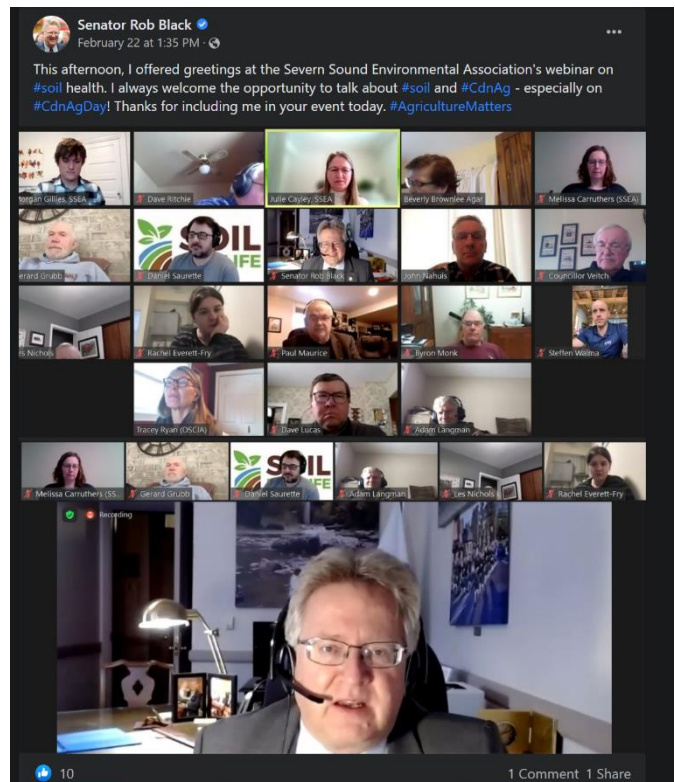 Senator Rob Black
February 22 at 1:35 PM ·
This afternoon, I offered greetings at the Severn Sound Environmental Association's webinar on
#soil health. I always welcome the opportunity to talk about #soil and #CdnAg - especially on
#CdnAgDay! Thanks for including me in your event today. #AgricultureMatters
organ Gillies, SSEA
Dave Ritchie
Julie Cayley, SSEA
Beverly Brownlee Agar
Melissa Carruthers (SSEA)
erard Grubb
SOIL
LIFE
Daniel Saurette
Senator Rob Black
John Nahuis
Councillor Veitch
es Nichols
Rachel Everett-Fry
Paul Maurice
Byron Monk
Steffen Walma
Tracey Ryan (OSCIA)
Dave Lucas
Adam Langman
Melissa Carruthers (SS...
Gerard Grubb
SOIL
LIFE
Daniel Saurette
Adam Langman
Les Nichols
Rachel Everett-Fry
Recording
10
1 Comment 1 Share